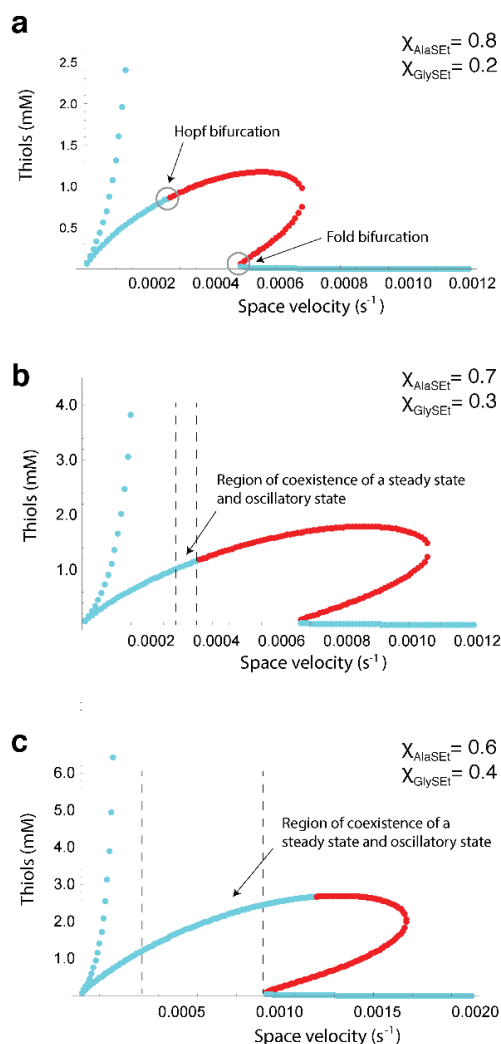 a
χAlaSEt= 0.8
χGlySEt= 0.2
Thiols (mM)
2.5
2.0
1.5
1.0
0.5
Hopf bifurcation
Fold bifurcation
0.0002 0.0004 0.0006 0.0008 0.0010 0.0012
Space velocity (s⁻¹)
b
χAlaSEt= 0.7
χGlySEt= 0.3
Thiols (mM)
4.0
3.0
2.0
1.0
Region of coexistence of a steady state
and oscillatory state
0.0002 0.0004 0.0006 0.0008 0.0010 0.0012
Space velocity (s⁻¹)
c
χAlaSEt= 0.6
χGlySEt= 0.4
Thiols (mM)
6.0
5.0
4.0
3.0
2.0
1.0
Region of coexistence of a
steady state and oscillatory state
0.0005 0.0010 0.0015 0.0020
Space velocity (s⁻¹)